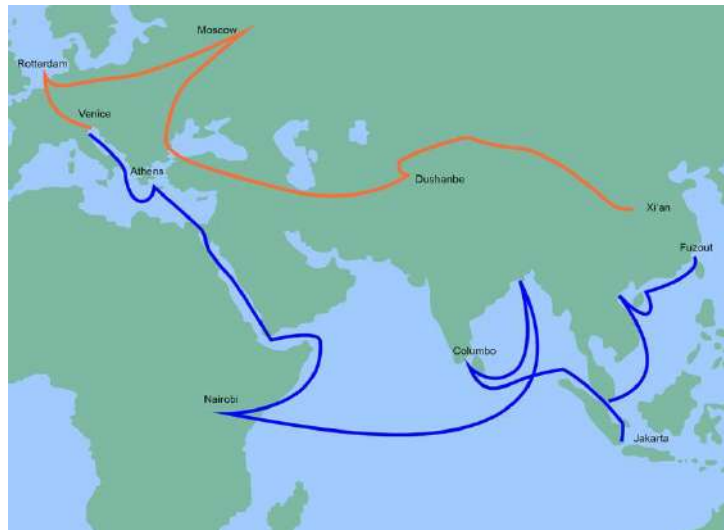 Moscow
Rotterdam
Venice
Athens
Dushanbe
Xi'an
Fuzout
Columbo
Nairobi
Jakarta